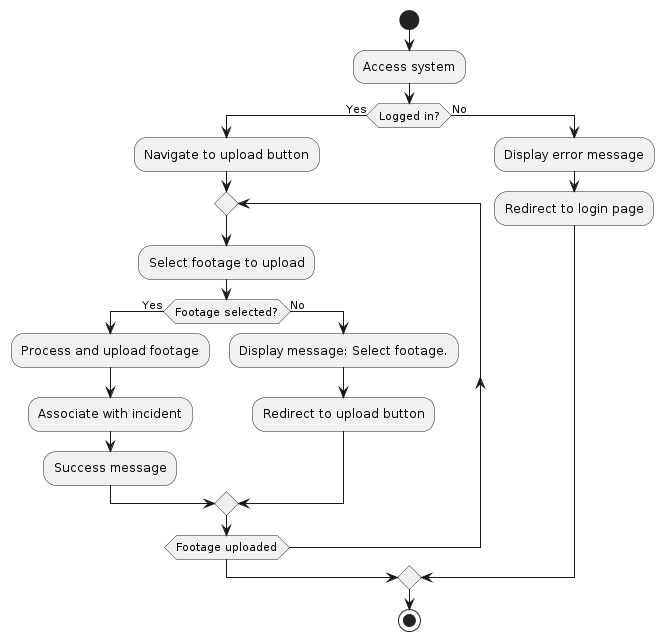 Access system
Yes
Logged in?
No
Navigate to upload button
Display error message
Redirect to login page
Select footage to upload
Yes
Footage selected?
No
Process and upload footage
Display message: Select footage.
Associate with incident
Redirect to upload button
Success message
Footage uploaded